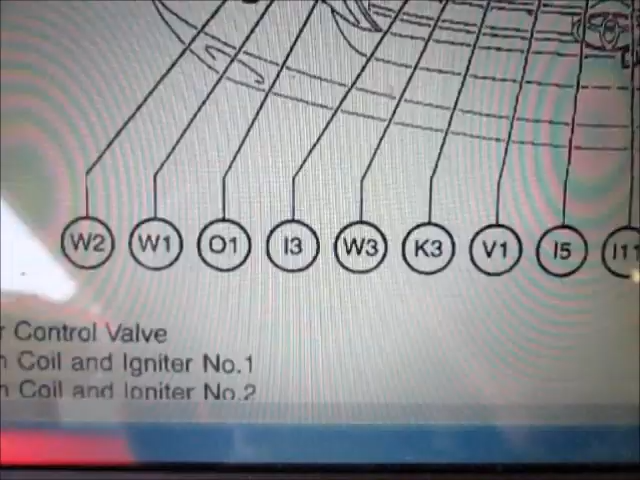 W2 W1 O1 I3 W3 K3 V1 I5 I11
r Control Valve
n Coil and Igniter No.1
n Coil and Igniter No.2